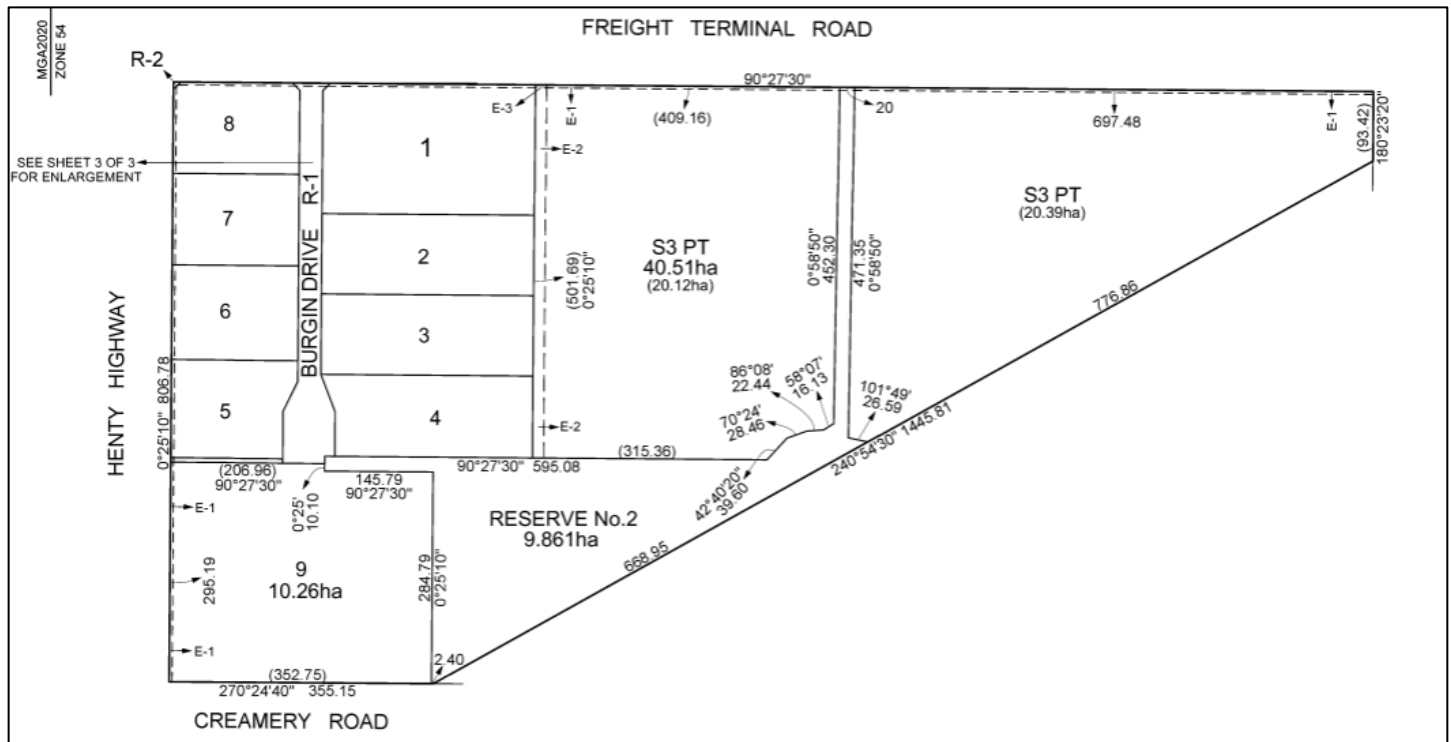 MGA2020
ZONE 54
FREIGHT TERMINAL ROAD
R-2
90°27'30"
E-3
E-1
(409.16)
20
697.48
E-1
(93.42)
180°23'20"
8
1
E-2
SEE SHEET 3 OF 3
FOR ENLARGEMENT
BURGIN DRIVE R-1
7
2
S3 PT
40.51ha
(20.12ha)
S3 PT
(20.39ha)
(501.69)
0°25'10"
0°58'50"
452.30
471.35
0°58'50"
776.86
HENTY HIGHWAY
0°25'10" 806.78
6
3
5
4
E-2
86°08'
22.44
58°07'
16.13
70°24'
28.46
101°49'
26.59
240°54'30" 1445.81
(206.96)
90°27'30"
145.79
90°27'30"
90°27'30" 595.08
(315.36)
42°40'20"
39.60
0°25'
10.10
E-1
RESERVE No.2
9.861ha
668.95
295.19
9
10.26ha
284.79
0°25'10"
E-1
2.40
(352.75)
270°24'40" 355.15
CREAMERY ROAD